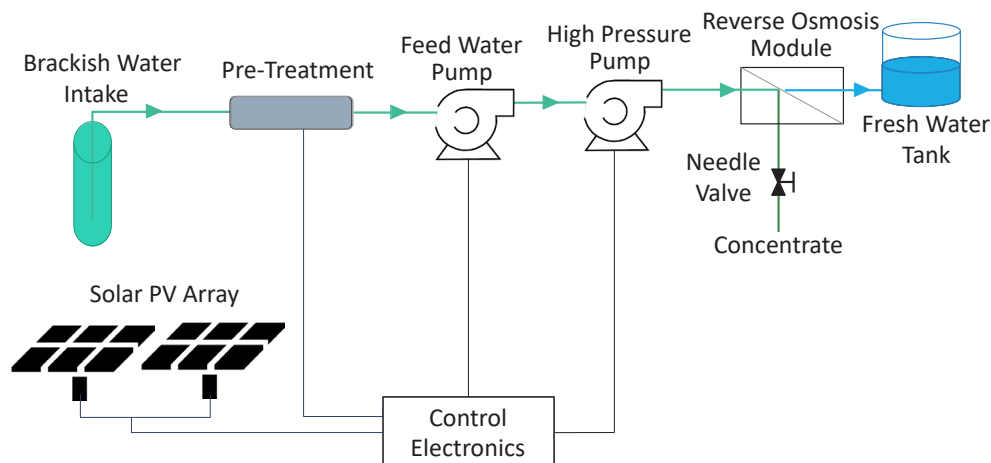 Brackish Water
Intake
Pre-Treatment
Feed Water
Pump
High Pressure
Pump
Reverse Osmosis
Module
Fresh Water
Tank
Needle
Valve
Concentrate
Solar PV Array
Control
Electronics